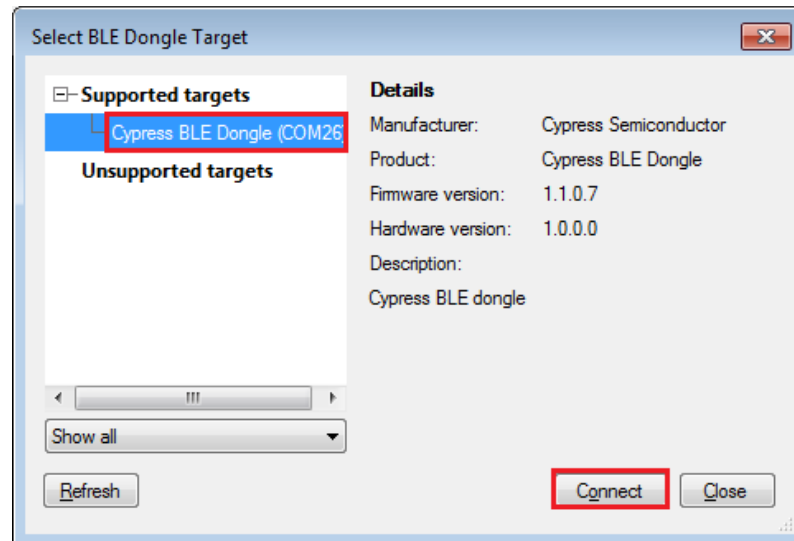 Select BLE Dongle Target
Supported targets
Cypress BLE Dongle (COM26)
Unsupported targets
Show all
Refresh
Details
Manufacturer: Cypress Semiconductor
Product: Cypress BLE Dongle
Firmware version: 1.1.0.7
Hardware version: 1.0.0.0
Description:
Cypress BLE dongle
Connect
Close